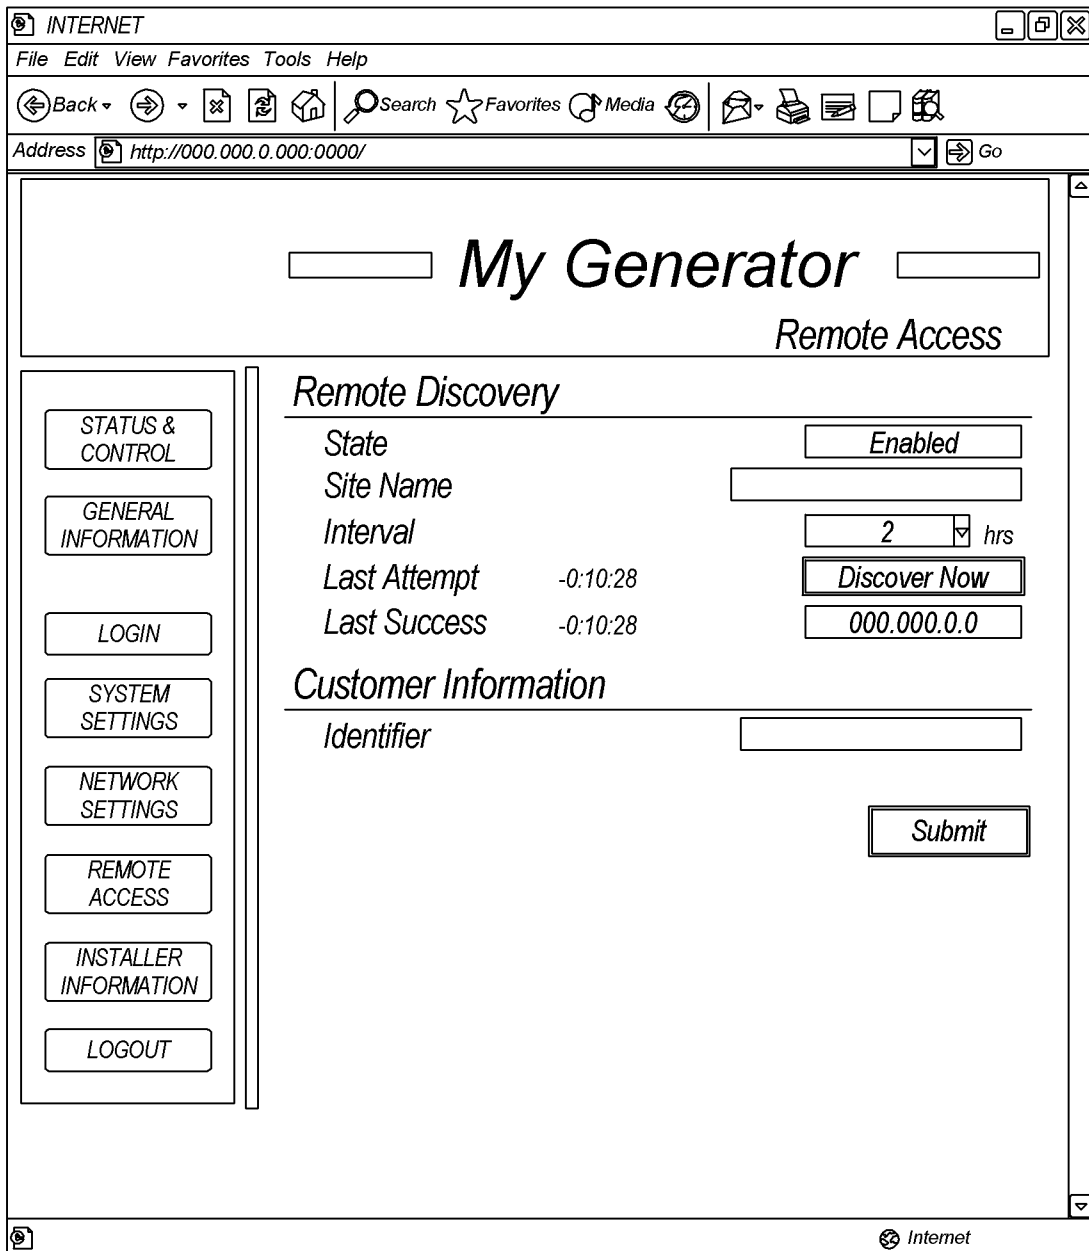 INTERNET
File Edit View Favorites Tools Help
Back Search Favorites Media
Address http://000.000.0.000:0000/ Go
My Generator
Remote Access
STATUS &
CONTROL
GENERAL
INFORMATION
LOGIN
SYSTEM
SETTINGS
NETWORK
SETTINGS
REMOTE
ACCESS
INSTALLER
INFORMATION
LOGOUT
Remote Discovery
State Enabled
Site Name
Interval 2 hrs
Last Attempt -0:10:28 Discover Now
Last Success -0:10:28 000.000.0.0
Customer Information
Identifier
Submit
Internet